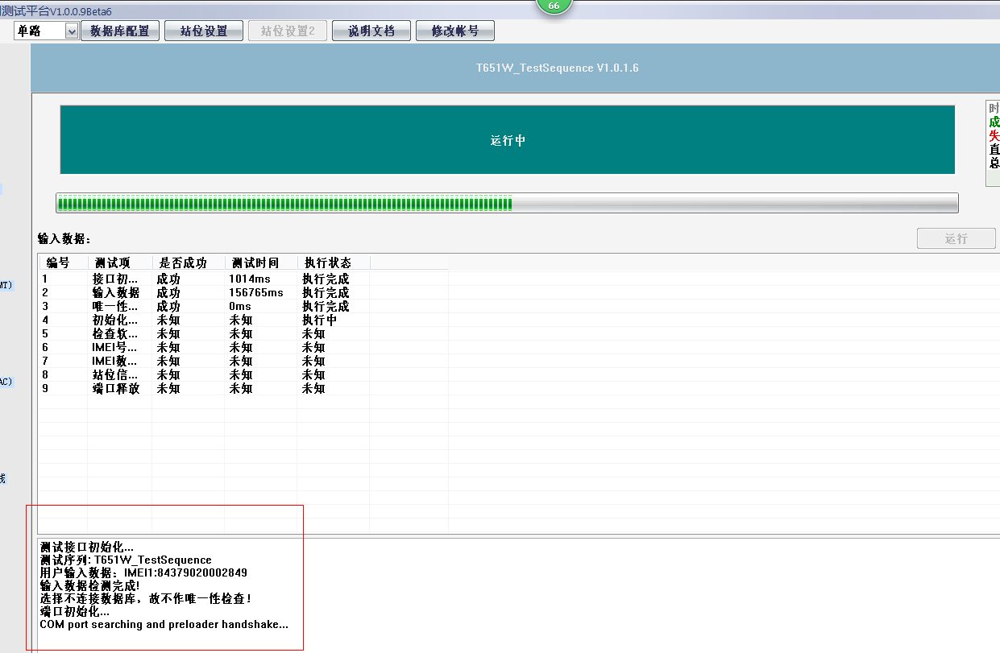 测试平台V1.0.0.9Beta6
66
单路 数据库配置 站位设置 站位设置2 说明文档 修改帐号
T651W_TestSequence V1.0.1.6
运行中
时
成
失
直
总
输入数据：
运行
编号 测试项 是否成功 测试时间 执行状态
1 接口初... 成功 1014ms 执行完成
2 输入数据 成功 156765ms 执行完成
3 唯一性... 成功 0ms 执行完成
4 初始化... 未知 未知 执行中
5 检查软... 未知 未知 未知
6 IMEI号... 未知 未知 未知
7 IMEI数... 未知 未知 未知
8 站位信... 未知 未知 未知
9 端口释放 未知 未知 未知
MT)
AC)
线
测试接口初始化...
测试序列: T651W_TestSequence
用户输入数据：IMEI1:84379020002849
输入数据检测完成!
选择不连接数据库，故不作唯一性检查！
端口初始化...
COM port searching and preloader handshake...